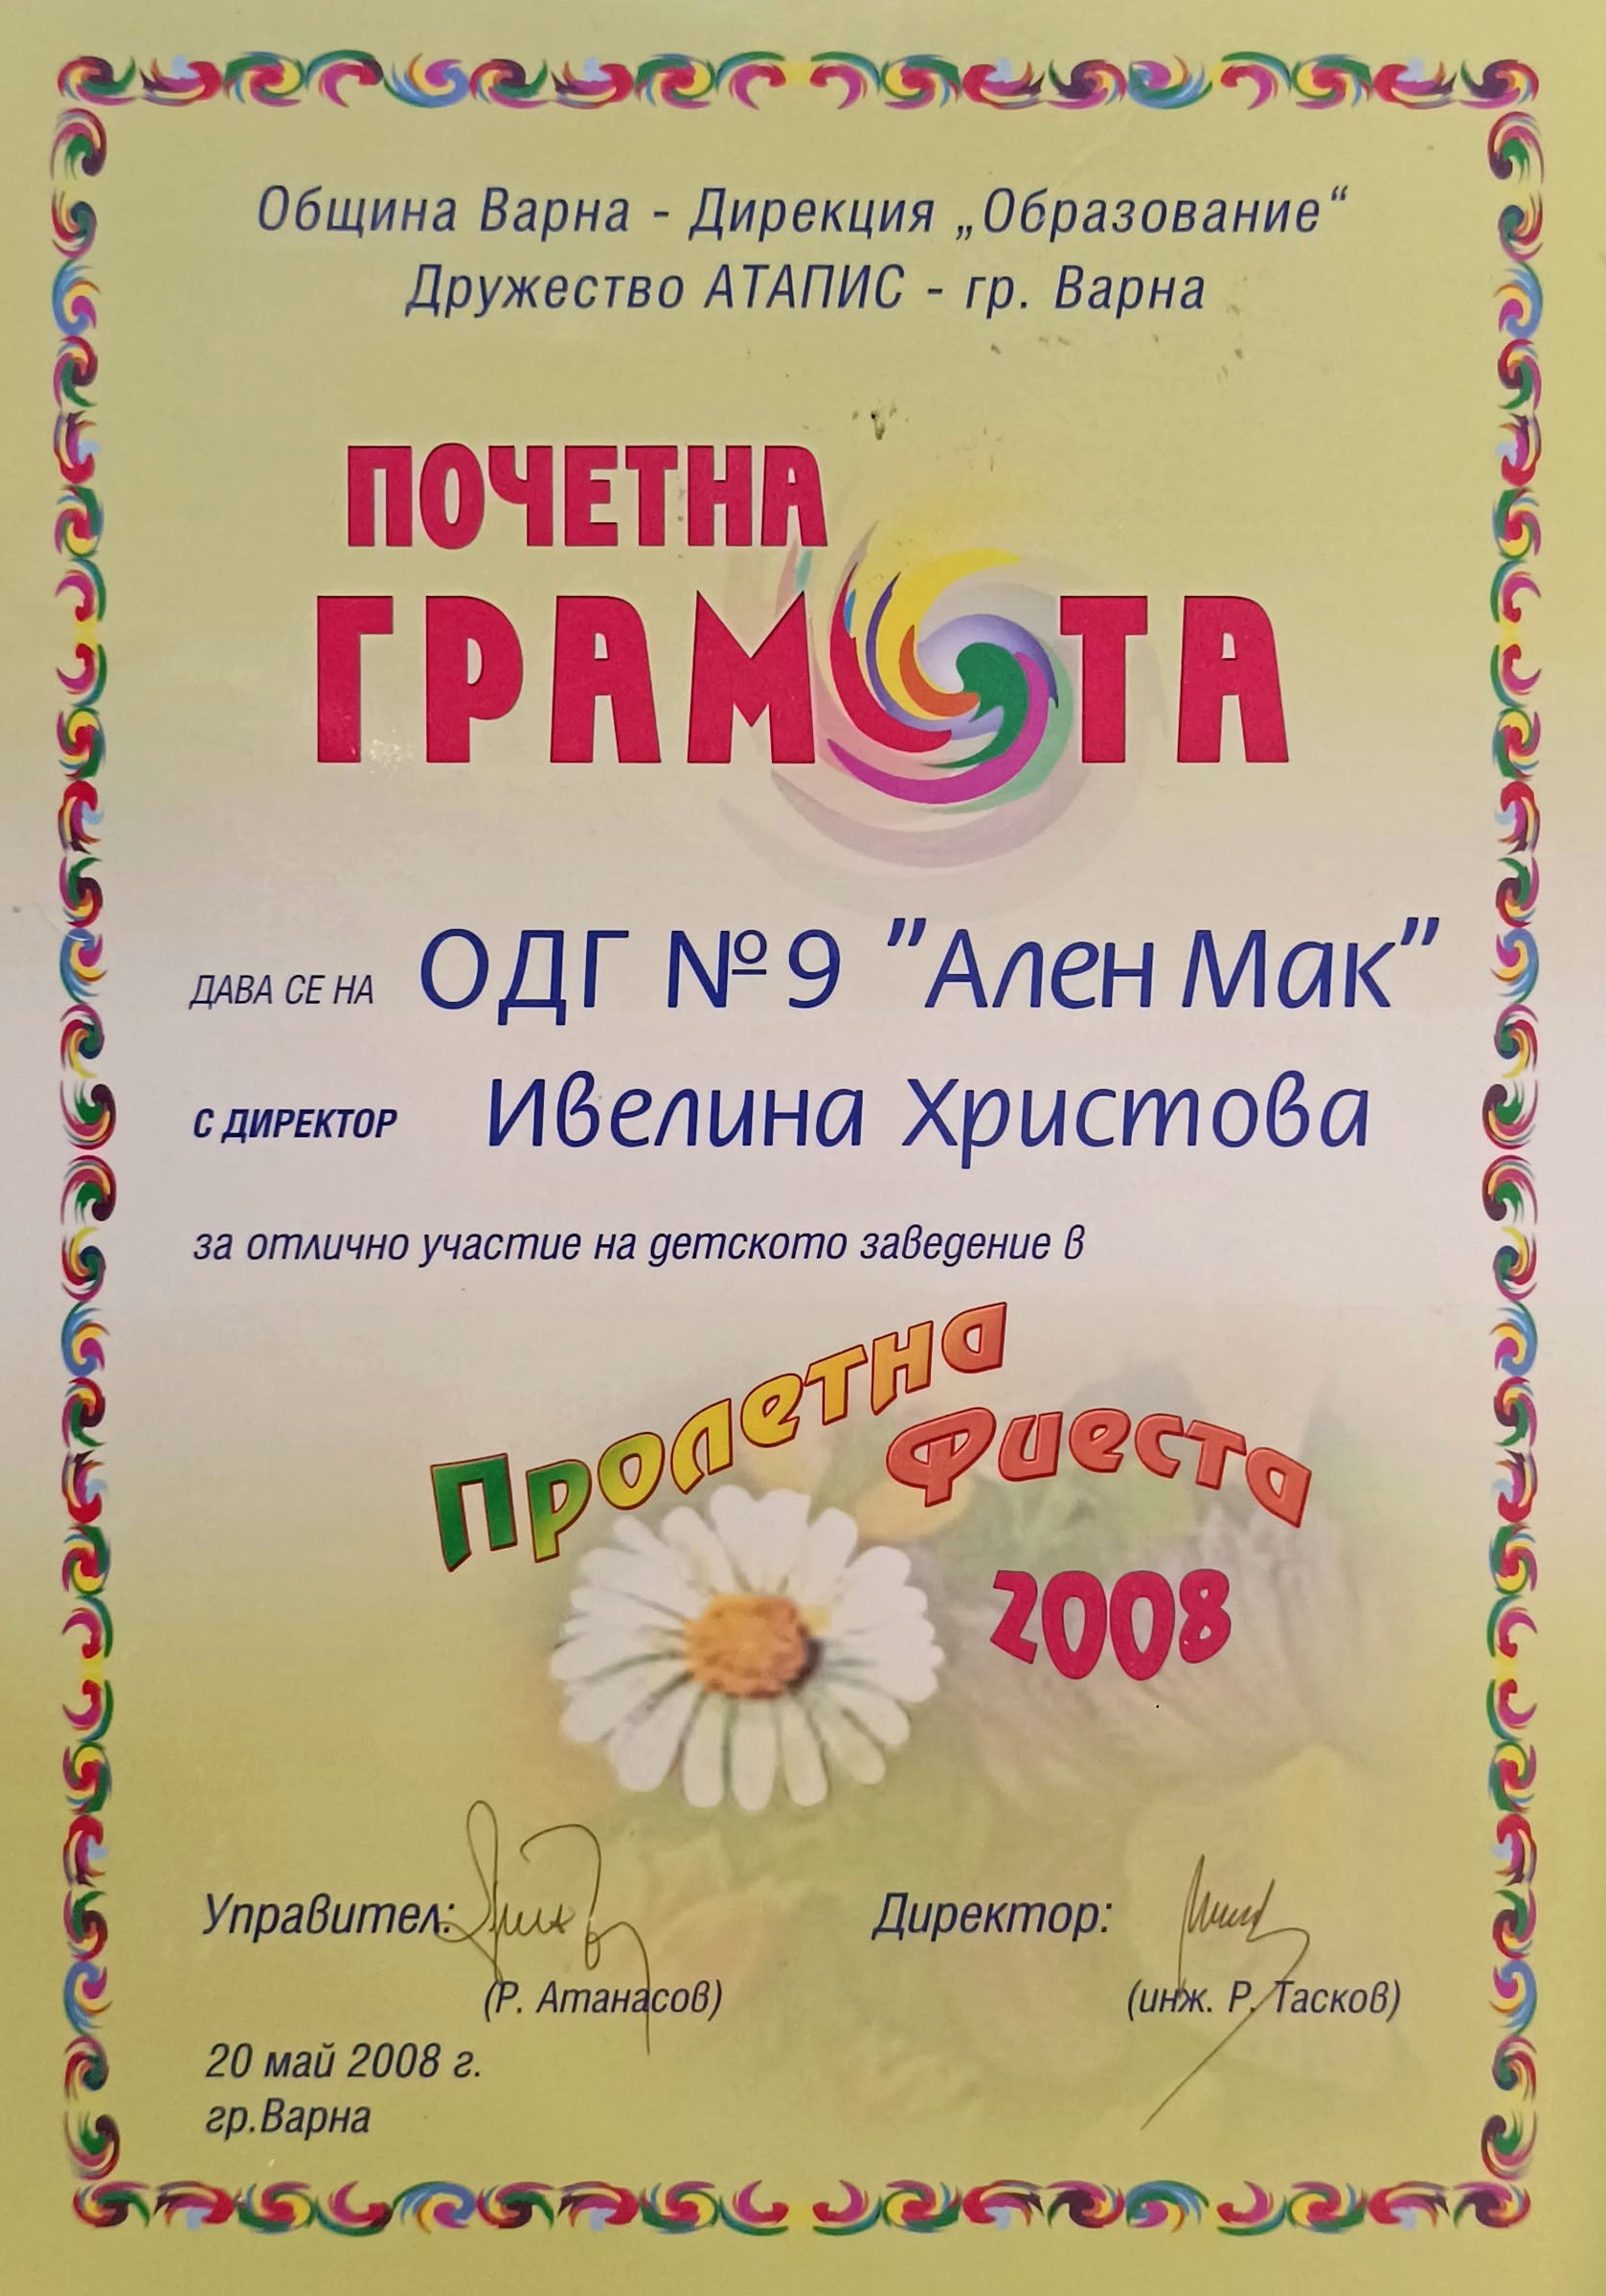 Община Варна - Дирекция „Образование“
Дружество АТАПИС - гр. Варна
ПОЧЕТНА
ГРАМОТА
ДАВА СЕ НА ОДГ №9 "Ален Мак"
С ДИРЕКТОР Ивелина Христова
за отлично участие на детското заведение в
Пролетна
Фиеста
2008
Управител: Директор:
(Р. Атанасов) (инж. Р. Тасков)
20 май 2008 г.
гр.Варна